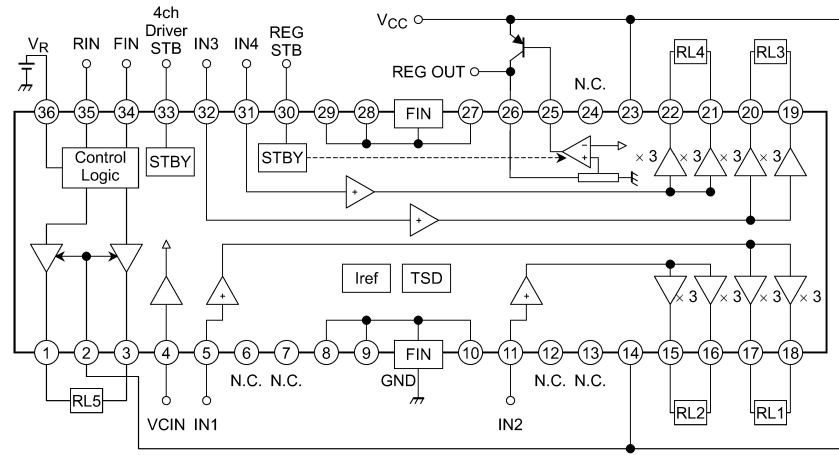 4ch
Driver
STB
REG
STB
VCC
VR
RIN
FIN
IN3
IN4
REG OUT
N.C.
RL4
RL3
36
35
34
33
32
31
30
29
28
FIN
27
26
25
24
23
22
21
20
19
Control
Logic
STBY
STBY
−
+
× 3
× 3
× 3
× 3
+
+
Iref
TSD
+
+
× 3
× 3
× 3
× 3
1
2
3
4
5
6
7
8
9
FIN
10
11
12
13
14
15
16
17
18
N.C.
N.C.
GND
N.C.
N.C.
RL5
RL2
RL1
VCIN
IN1
IN2